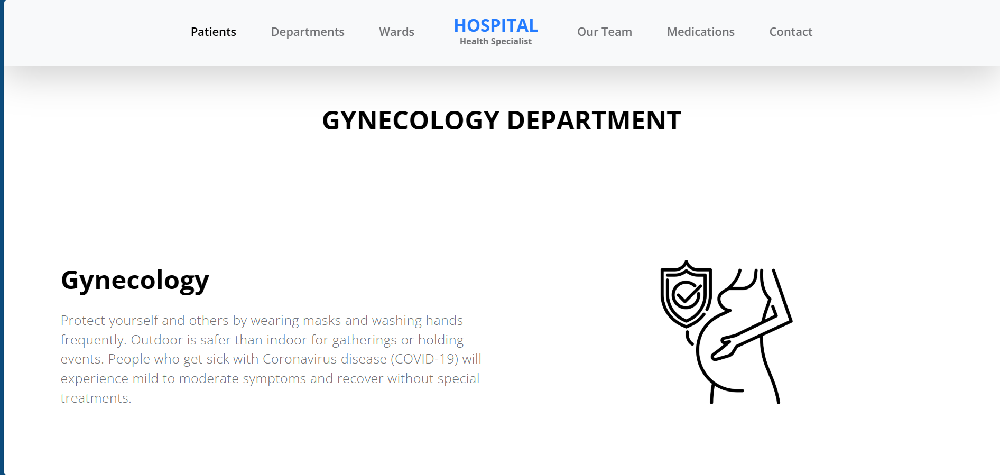 Patients Departments Wards HOSPITAL Our Team Medications Contact
Health Specialist
GYNECOLOGY DEPARTMENT
Gynecology
Protect yourself and others by wearing masks and washing hands
frequently. Outdoor is safer than indoor for gatherings or holding
events. People who get sick with Coronavirus disease (COVID-19) will
experience mild to moderate symptoms and recover without special
treatments.